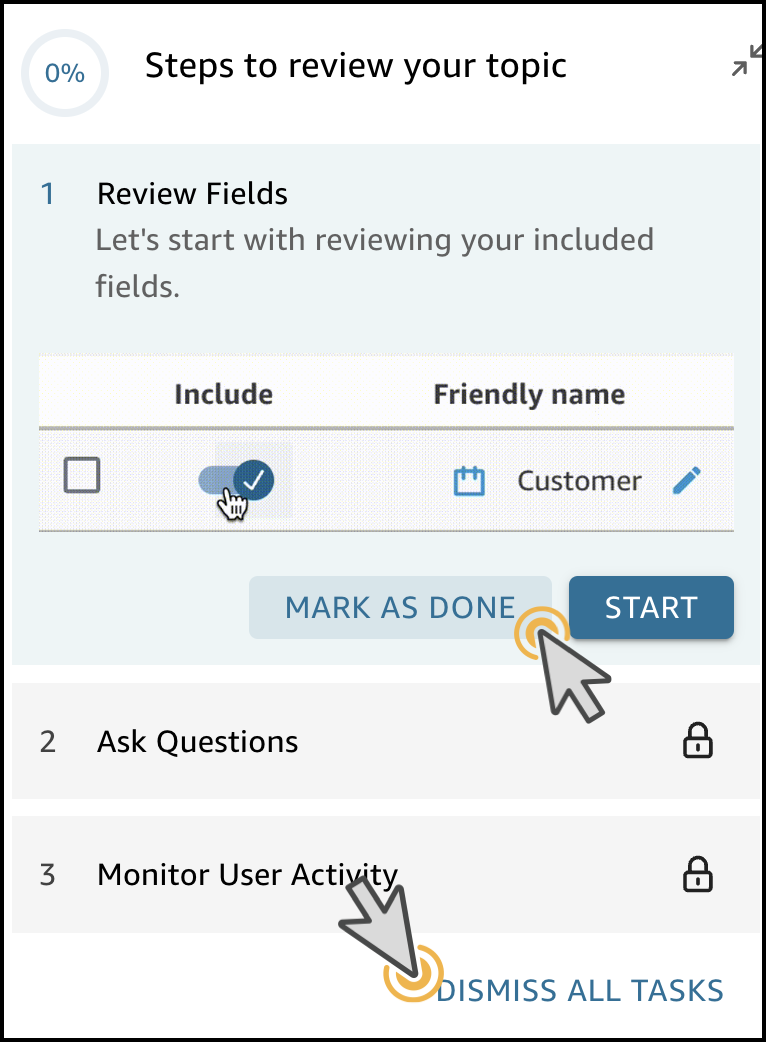 0%
Steps to review your topic
1 Review Fields
Let's start with reviewing your included
fields.
Include Friendly name
Customer
MARK AS DONE START
2 Ask Questions
3 Monitor User Activity
DISMISS ALL TASKS